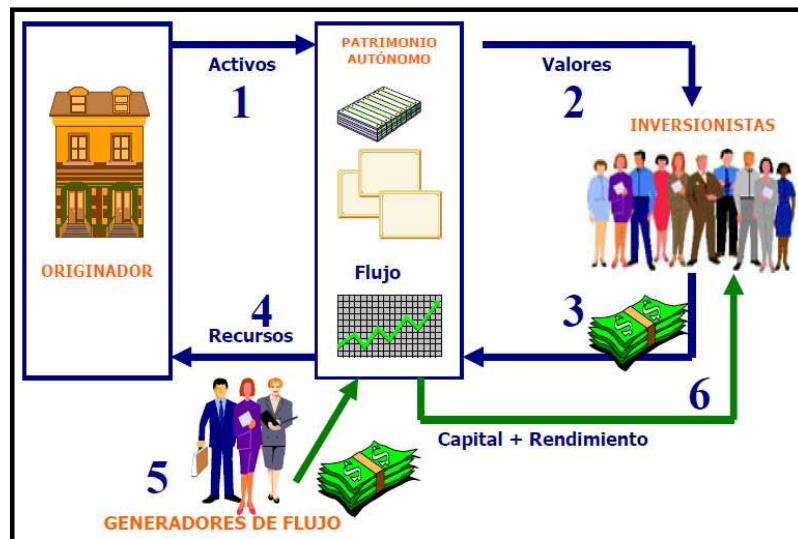 PATRIMONIO
AUTÓNOMO
Activos
1
Valores
2
INVERSIONISTAS
ORIGINADOR
Flujo
4
Recursos
3
$
$
6
Capital + Rendimiento
5
$
$
GENERADORES DE FLUJO